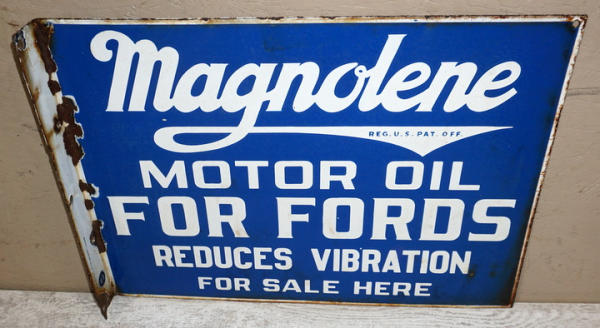 Magnolene
REG. U.S. PAT. OFF.
MOTOR OIL
FOR FORDS
REDUCES VIBRATION
FOR SALE HERE